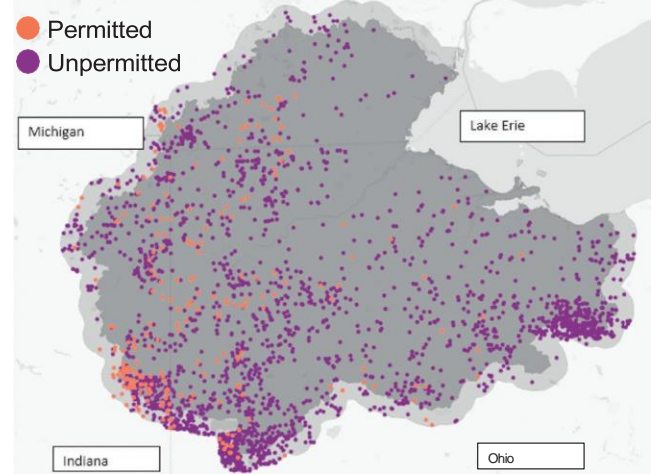 Permitted
Unpermitted
Michigan
Lake Erie
Indiana
Ohio